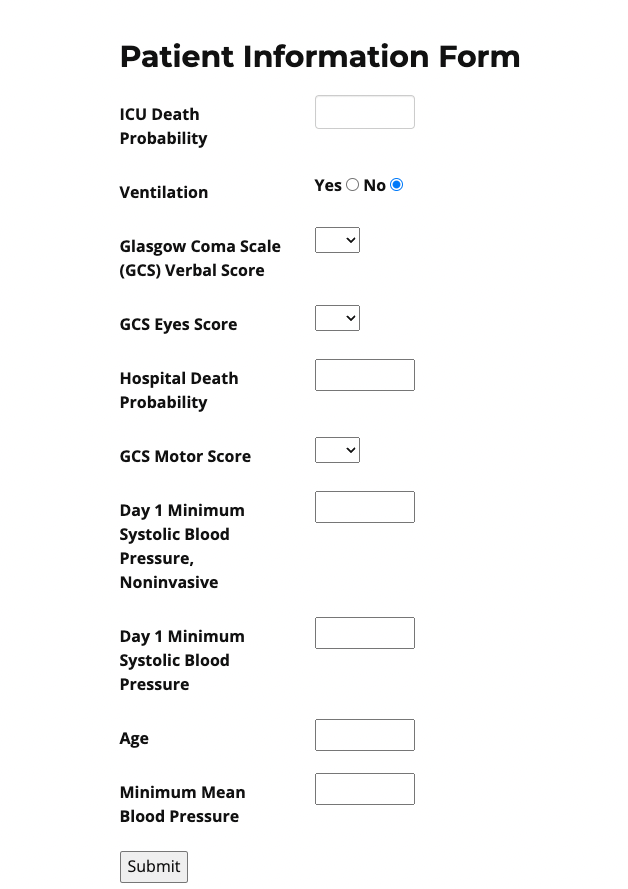 Patient Information Form
ICU Death
Probability
Ventilation
Yes No
Glasgow Coma Scale
(GCS) Verbal Score
GCS Eyes Score
Hospital Death
Probability
GCS Motor Score
Day 1 Minimum
Systolic Blood
Pressure,
Noninvasive
Day 1 Minimum
Systolic Blood
Pressure
Age
Minimum Mean
Blood Pressure
Submit